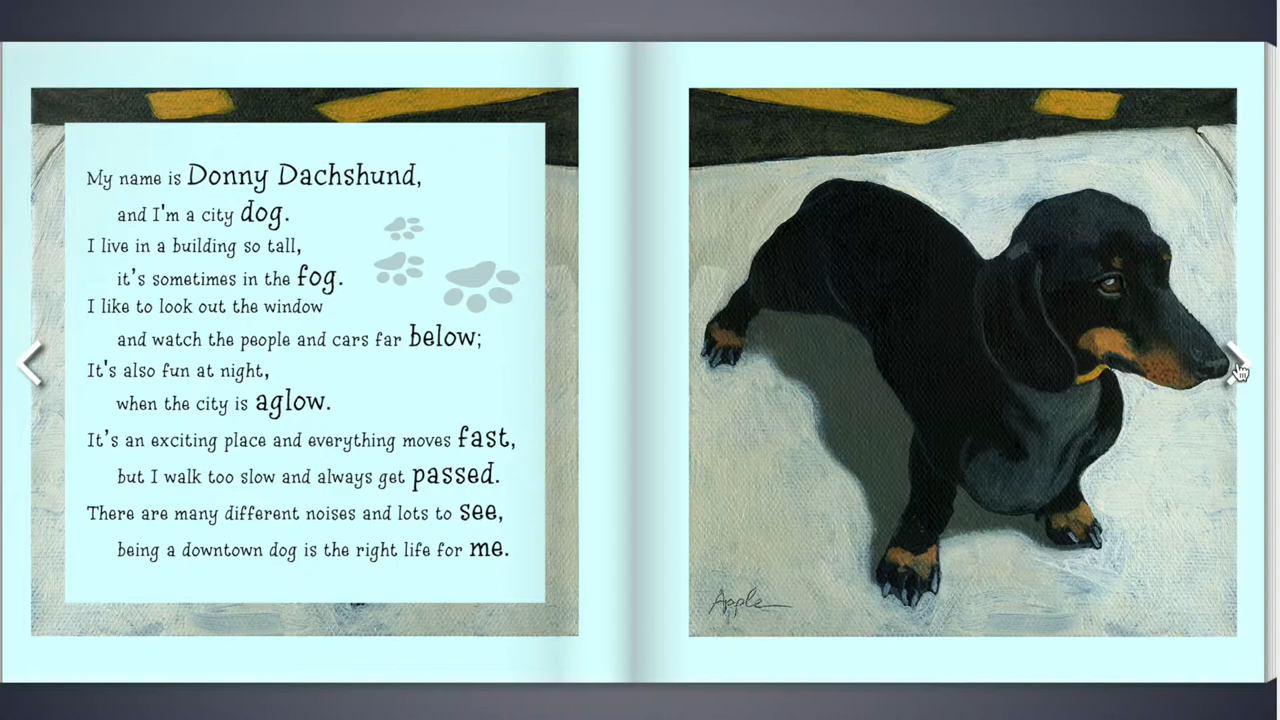 My name is Donny Dachshund,
and I'm a city dog.
I live in a building so tall,
it's sometimes in the fog.
I like to look out the window
and watch the people and cars far below;
It's also fun at night,
when the city is aglow.
It's an exciting place and everything moves fast,
but I walk too slow and always get passed.
There are many different noises and lots to see,
being a downtown dog is the right life for me.
Apple